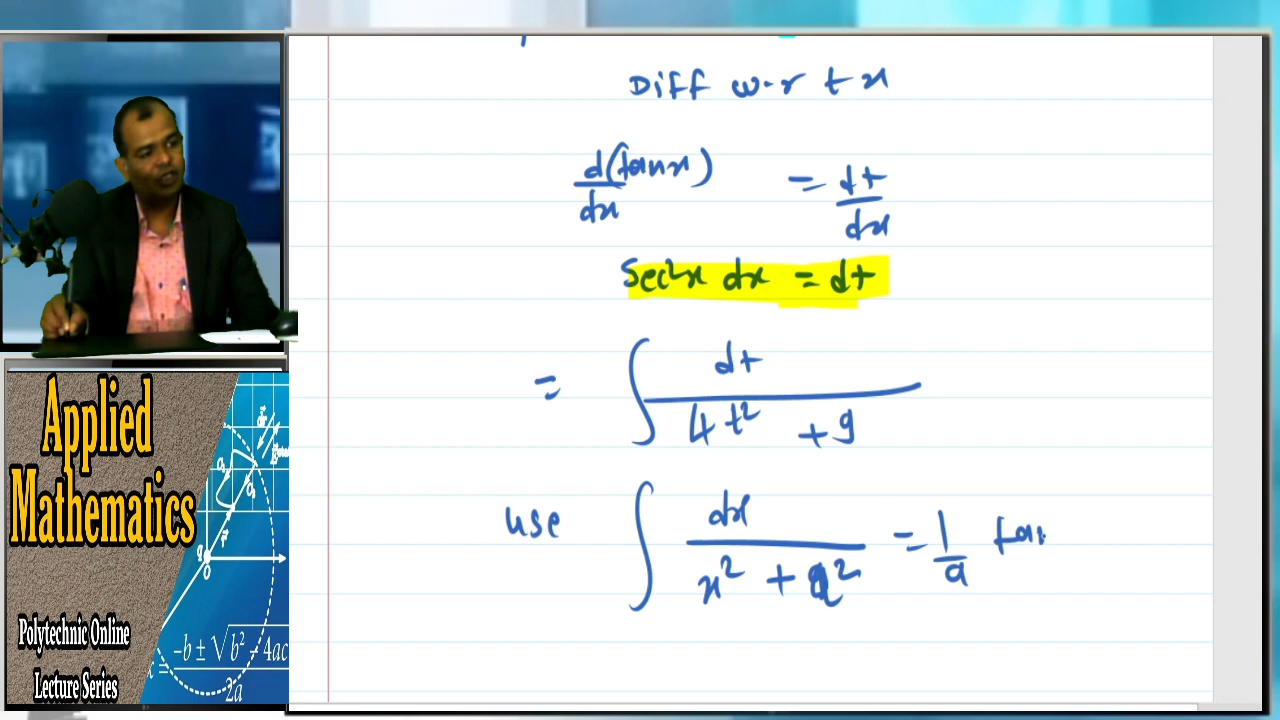 Diff w.r t x
d(tanx)/dx = dt/dx
Sec²x dx = dt
= ∫ dt/(4t² + 9)
use ∫ dx/(x² + a²) = 1/a tan
Applied
Mathematics
Polytechnic Online
Lecture Series
-b ± √b² - 4ac
2a